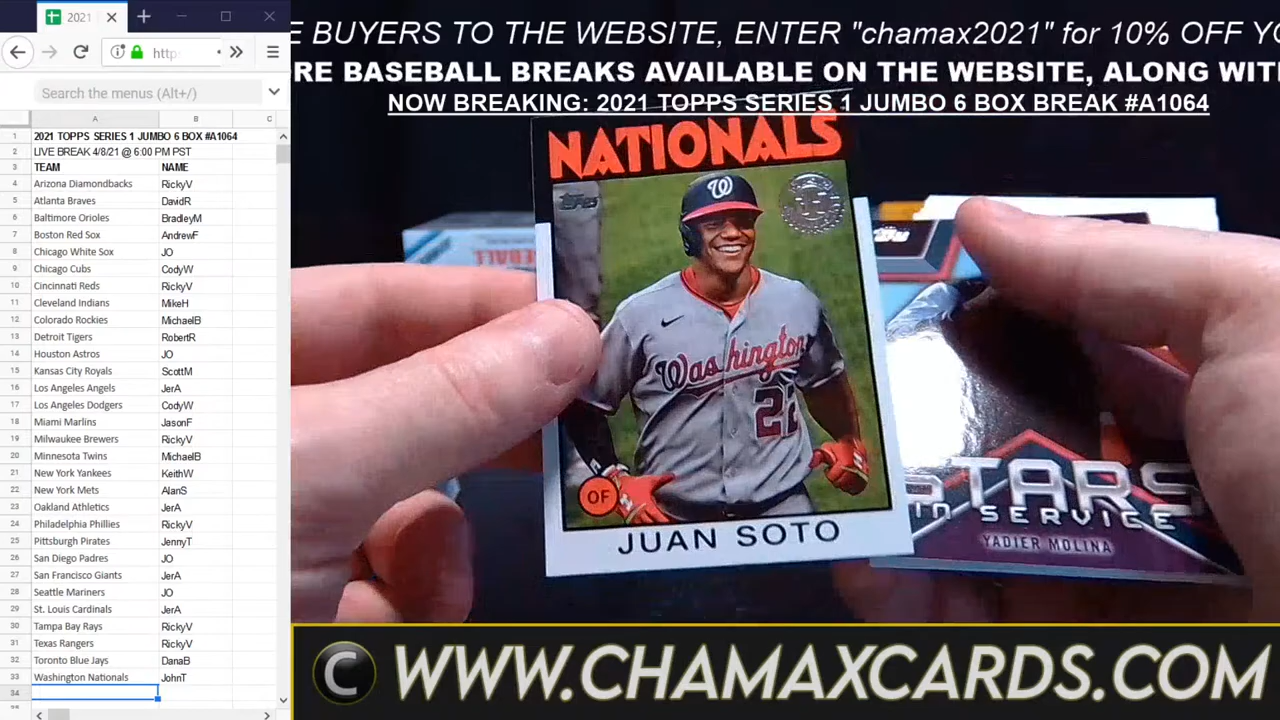 2021
http:
Search the menus (Alt+/)
A B C
1 2021 TOPPS SERIES 1 JUMBO 6 BOX #A1064
2 LIVE BREAK 4/8/21 @ 6:00 PM PST
3 TEAM NAME
4 Arizona Diamondbacks RickyV
5 Atlanta Braves DavidR
6 Baltimore Orioles BradleyM
7 Boston Red Sox AndrewF
8 Chicago White Sox JO
9 Chicago Cubs CodyW
10 Cincinnati Reds RickyV
11 Cleveland Indians MikeH
12 Colorado Rockies MichaelB
13 Detroit Tigers RobertR
14 Houston Astros JO
15 Kansas City Royals ScottM
16 Los Angeles Angels JerA
17 Los Angeles Dodgers CodyW
18 Miami Marlins JasonF
19 Milwaukee Brewers RickyV
20 Minnesota Twins MichaelB
21 New York Yankees KeithW
22 New York Mets AlanS
23 Oakland Athletics JerA
24 Philadelphia Phillies RickyV
25 Pittsburgh Pirates JennyT
26 San Diego Padres JO
27 San Francisco Giants JerA
28 Seattle Mariners JO
29 St. Louis Cardinals JerA
30 Tampa Bay Rays RickyV
31 Texas Rangers RickyV
32 Toronto Blue Jays DanaB
33 Washington Nationals JohnT
34
E BUYERS TO THE WEBSITE, ENTER "chamax2021" for 10% OFF YO
RE BASEBALL BREAKS AVAILABLE ON THE WEBSITE, ALONG WITH
NOW BREAKING: 2021 TOPPS SERIES 1 JUMBO 6 BOX BREAK #A1064
NATIONALS
Topps
W
Washington
22
OF
JUAN SOTO
STARS
IN SERVICE
YADIER MOLINA
C WWW.CHAMAXCARDS.COM